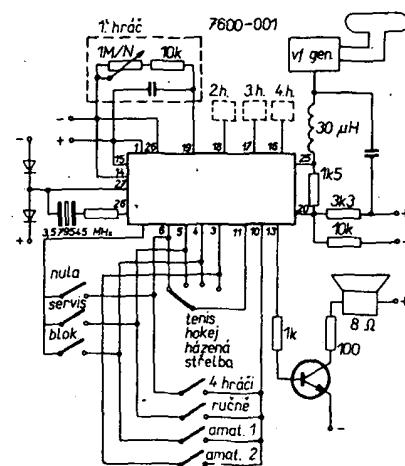 1. hráč
7600-001
1M/N
10k
vf gen.
2.h.
3.h.
4.h.
30 μH
-
+
1
26
19
18
17
16
15
14
27
28
25
20
1k5
3k3
10k
+
-
3,579545 MHz
6
5
4
3
11
10
13
nula
servis
blok
tenis
hokej
házená
střelba
1k
8 Ω
100
+
-
4 hráči
ručně
amat. 1
amat. 2